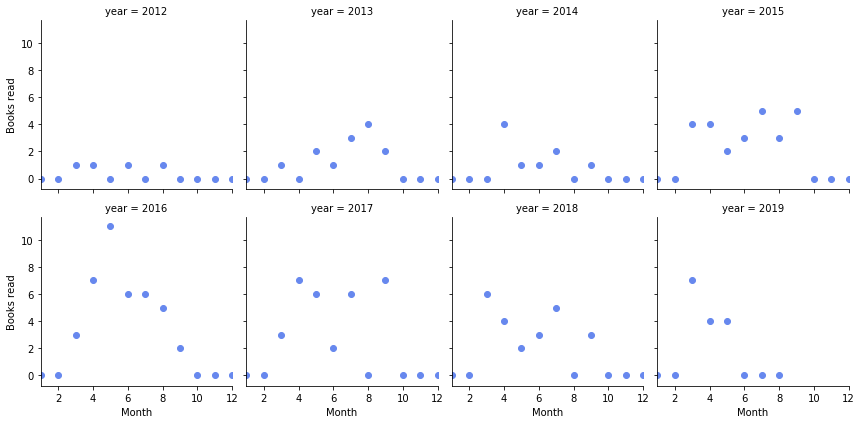 year = 2012 year = 2013 year = 2014 year = 2015
10
8
6
4
2
0
Books read
year = 2016 year = 2017 year = 2018 year = 2019
10
8
6
4
2
0
Books read
2 4 6 8 10 12 2 4 6 8 10 12 2 4 6 8 10 12 2 4 6 8 10 12
Month Month Month Month